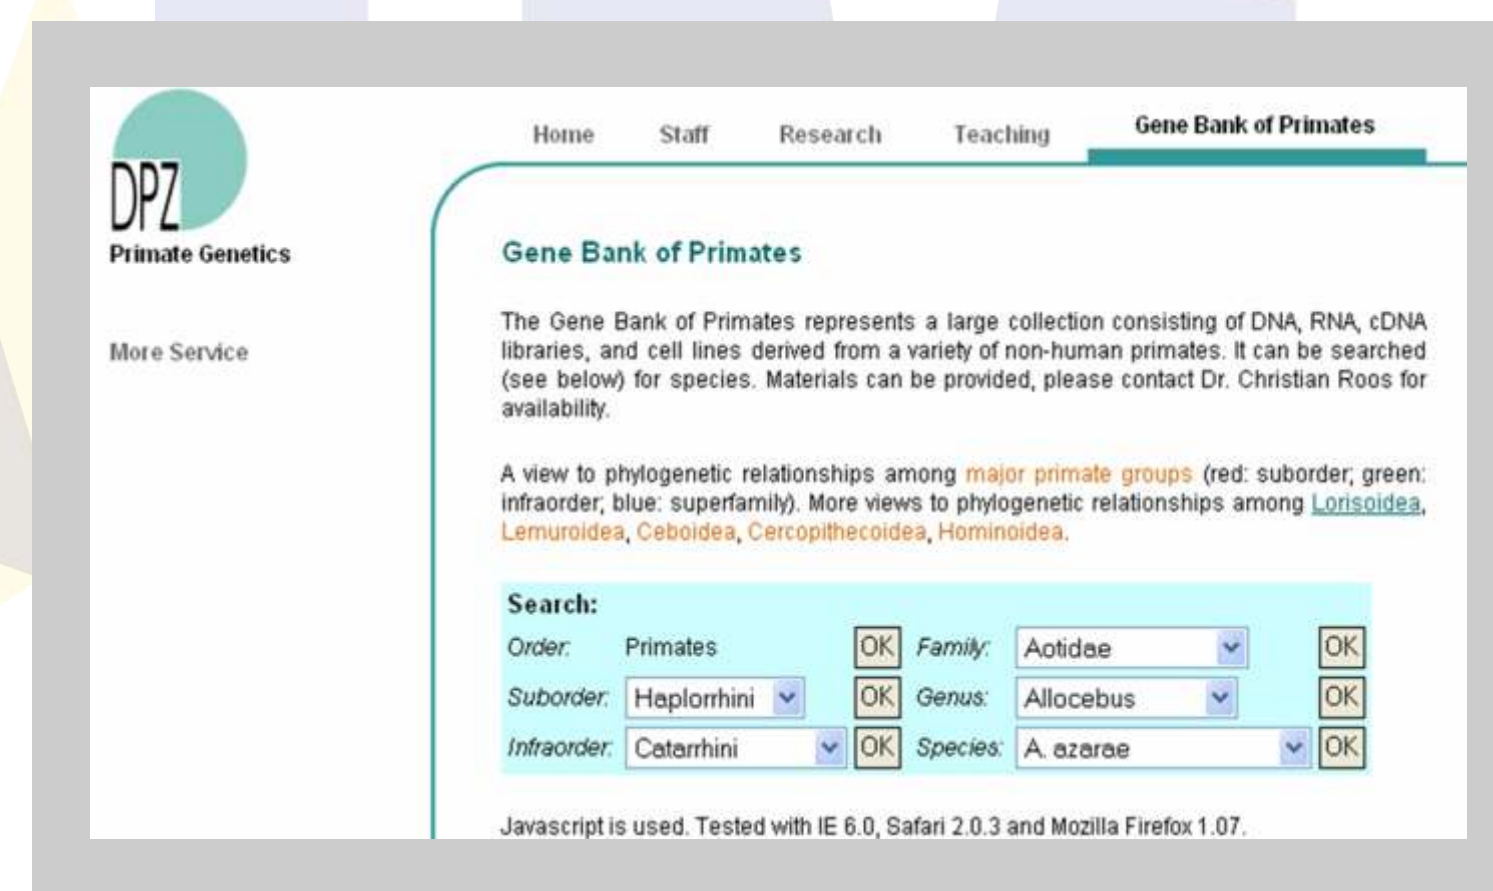 DPZ
Primate Genetics
More Service
Home Staff Research Teaching Gene Bank of Primates
Gene Bank of Primates
The Gene Bank of Primates represents a large collection consisting of DNA, RNA, cDNA
libraries, and cell lines derived from a variety of non-human primates. It can be searched
(see below) for species. Materials can be provided, please contact Dr. Christian Roos for
availability.
A view to phylogenetic relationships among major primate groups (red: suborder; green:
infraorder; blue: superfamily). More views to phylogenetic relationships among Lorisoidea,
Lemuroidea, Ceboidea, Cercopithecoidea, Hominoidea.
Search:
Order: Primates OK Family: Aotidae OK
Suborder: Haplorrhini OK Genus: Allocebus OK
Infraorder: Catarrhini OK Species: A. azarae OK
Javascript is used. Tested with IE 6.0, Safari 2.0.3 and Mozilla Firefox 1.07.